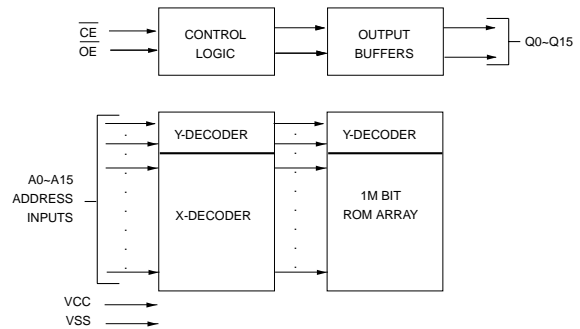 CE
OE
CONTROL
LOGIC
OUTPUT
BUFFERS
Q0~Q15
A0~A15
ADDRESS
INPUTS
Y-DECODER
X-DECODER
Y-DECODER
1M BIT
ROM ARRAY
VCC
VSS